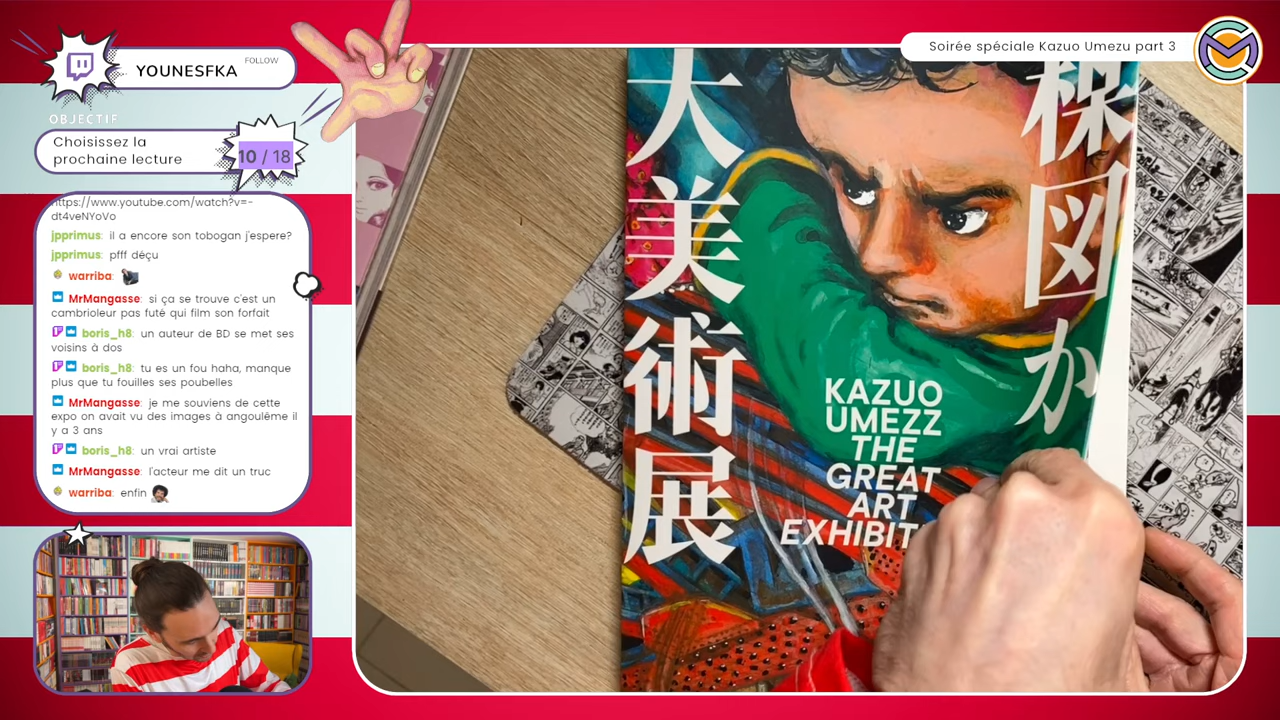 Soirée spéciale Kazuo Umezu part 3
YOUNESFKA
FOLLOW
OBJECTIF
Choisissez la
prochaine lecture
10 / 18
https://www.youtube.com/watch?v=-
dt4veNYoVo
jpprimus: il a encore son tobogan j'espere?
jpprimus: pfff déçu
warriba:
MrMangasse: si ça se trouve c'est un
cambrioleur pas futé qui film son forfait
boris_h8: un auteur de BD se met ses
voisins à dos
boris_h8: tu es un fou haha, manque
plus que tu fouilles ses poubelles
MrMangasse: je me souviens de cette
expo on avait vu des images à angoulême il
y a 3 ans
boris_h8: un vrai artiste
MrMangasse: l'acteur me dit un truc
warriba: enfin
楳図か
大美術展
KAZUO
UMEZZ
THE
GREAT
ART